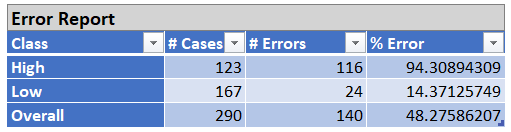 Error Report
Class # Cases # Errors % Error
High 123 116 94.30894309
Low 167 24 14.37125749
Overall 290 140 48.27586207